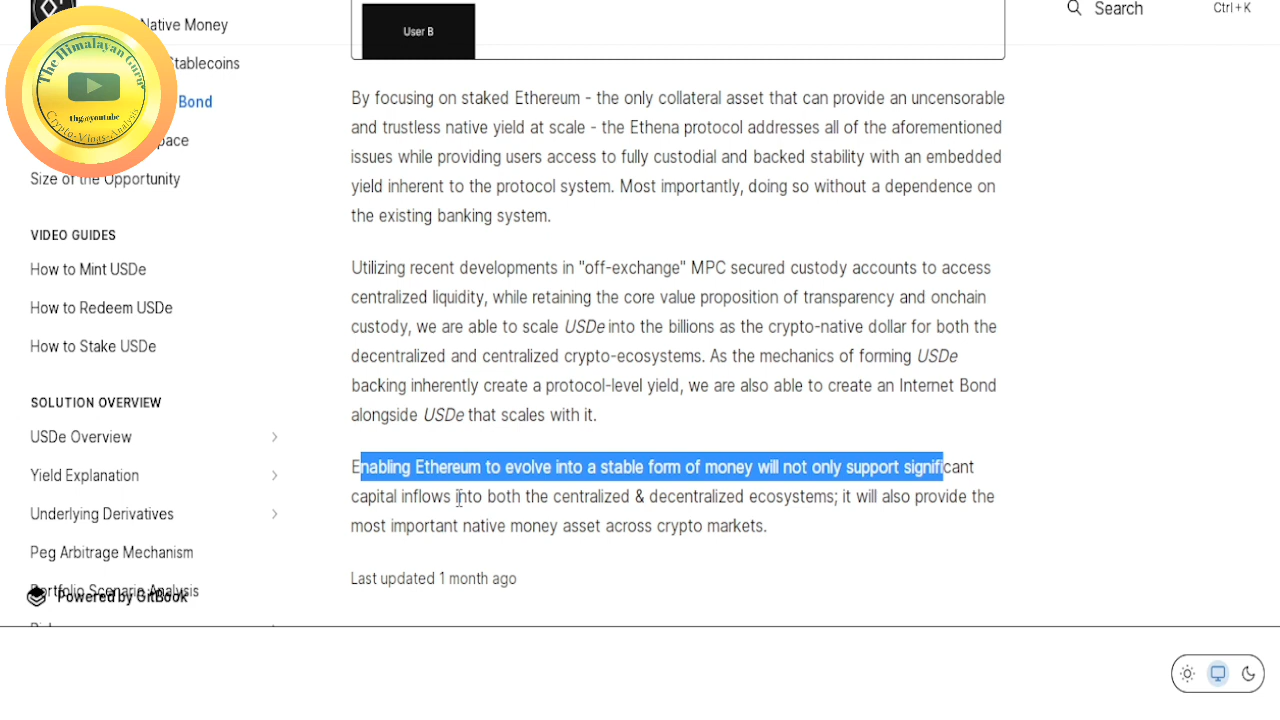 Native Money
Stablecoins
Bond
pace
Size of the Opportunity
VIDEO GUIDES
How to Mint USDe
How to Redeem USDe
How to Stake USDe
SOLUTION OVERVIEW
USDe Overview
Yield Explanation
Underlying Derivatives
Peg Arbitrage Mechanism
Portfolio Scenario Analysis
Powered by GitBook
The Himalayan Guru
thg@youtube
Crypto-Vines-Analysis
Search
Ctrl + K
User B
By focusing on staked Ethereum - the only collateral asset that can provide an uncensorable
and trustless native yield at scale - the Ethena protocol addresses all of the aforementioned
issues while providing users access to fully custodial and backed stability with an embedded
yield inherent to the protocol system. Most importantly, doing so without a dependence on
the existing banking system.
Utilizing recent developments in "off-exchange" MPC secured custody accounts to access
centralized liquidity, while retaining the core value proposition of transparency and onchain
custody, we are able to scale USDe into the billions as the crypto-native dollar for both the
decentralized and centralized crypto-ecosystems. As the mechanics of forming USDe
backing inherently create a protocol-level yield, we are also able to create an Internet Bond
alongside USDe that scales with it.
Enabling Ethereum to evolve into a stable form of money will not only support significant
capital inflows into both the centralized & decentralized ecosystems; it will also provide the
most important native money asset across crypto markets.
Last updated 1 month ago